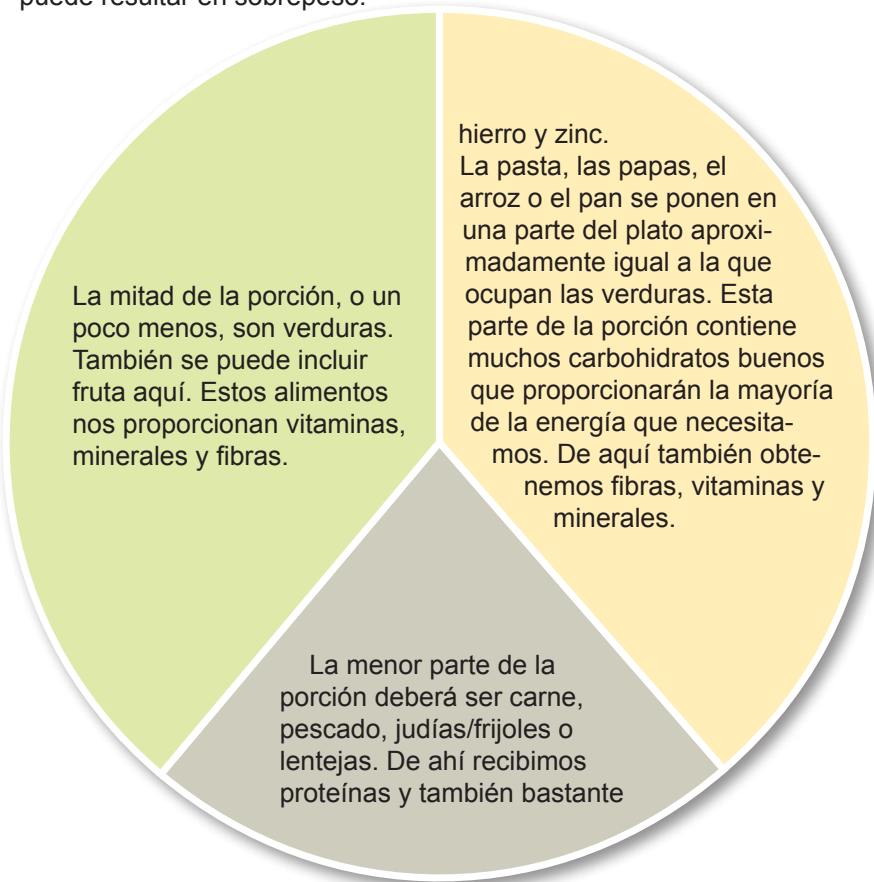 puede resultar en sobrepeso.
La mitad de la porción, o un
poco menos, son verduras.
También se puede incluir
fruta aquí. Estos alimentos
nos proporcionan vitaminas,
minerales y fibras.
La menor parte de la
porción deberá ser carne,
pescado, judías/frijoles o
lentejas. De ahí recibimos
proteínas y también bastante
hierro y zinc.
La pasta, las papas, el
arroz o el pan se ponen en
una parte del plato aproxi-
madamente igual a la que
ocupan las verduras. Esta
parte de la porción contiene
muchos carbohidratos buenos
que proporcionarán la mayoría
de la energía que necesita-
mos. De aquí también obte-
nemos fibras, vitaminas y
minerales.